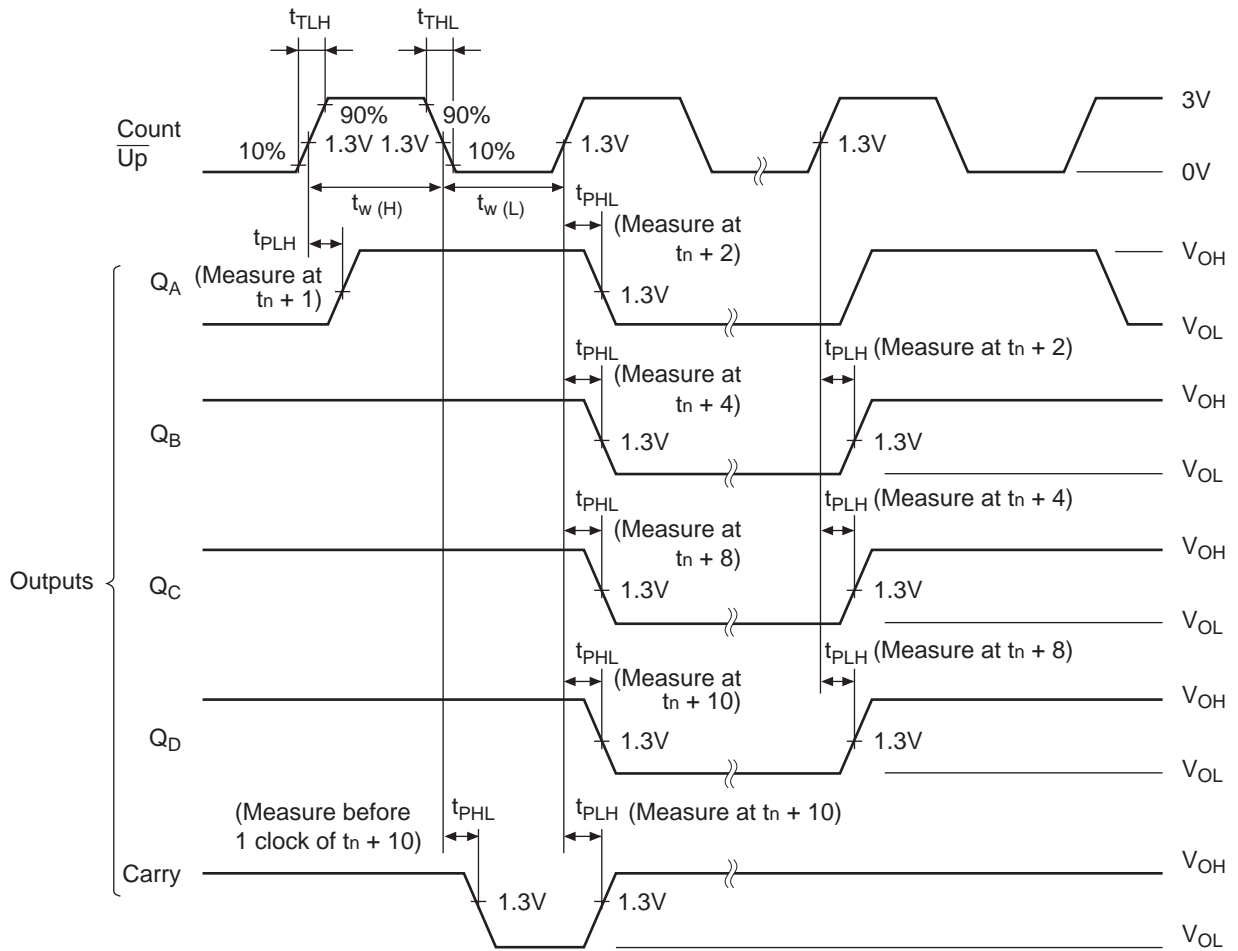 tTLH tTHL
Count
Up
10% 90% 90% 10% 3V
1.3V 1.3V 1.3V 1.3V
0V
tw (H) tw (L)
tPHL
(Measure at
tn + 2)
tPLH
(Measure at
tn + 1)
QA
1.3V
VOH
VOL
tPHL
(Measure at
tn + 4)
tPLH (Measure at tn + 2)
QB
1.3V 1.3V
VOH
VOL
tPHL
(Measure at
tn + 8)
tPLH (Measure at tn + 4)
Outputs
QC
1.3V 1.3V
VOH
VOL
tPHL
(Measure at
tn + 10)
tPLH (Measure at tn + 8)
QD
1.3V 1.3V
VOH
VOL
(Measure before
1 clock of tn + 10)
tPHL
tPLH (Measure at tn + 10)
Carry
1.3V 1.3V
VOH
VOL